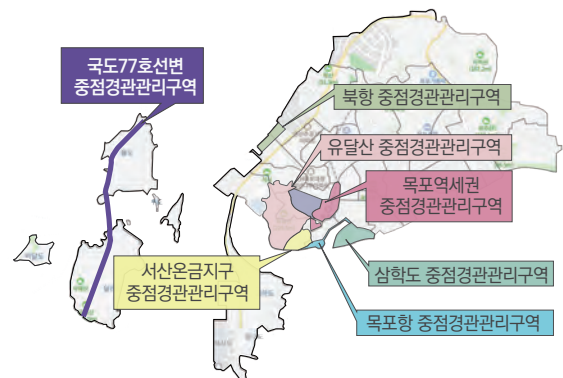 국도77호선변
중점경관관리구역
북항 중점경관관리구역
유달산 중점경관관리구역
목포역세권
중점경관관리구역
서산온금지구
중점경관관리구역
삼학도 중점경관관리구역
목포항 중점경관관리구역